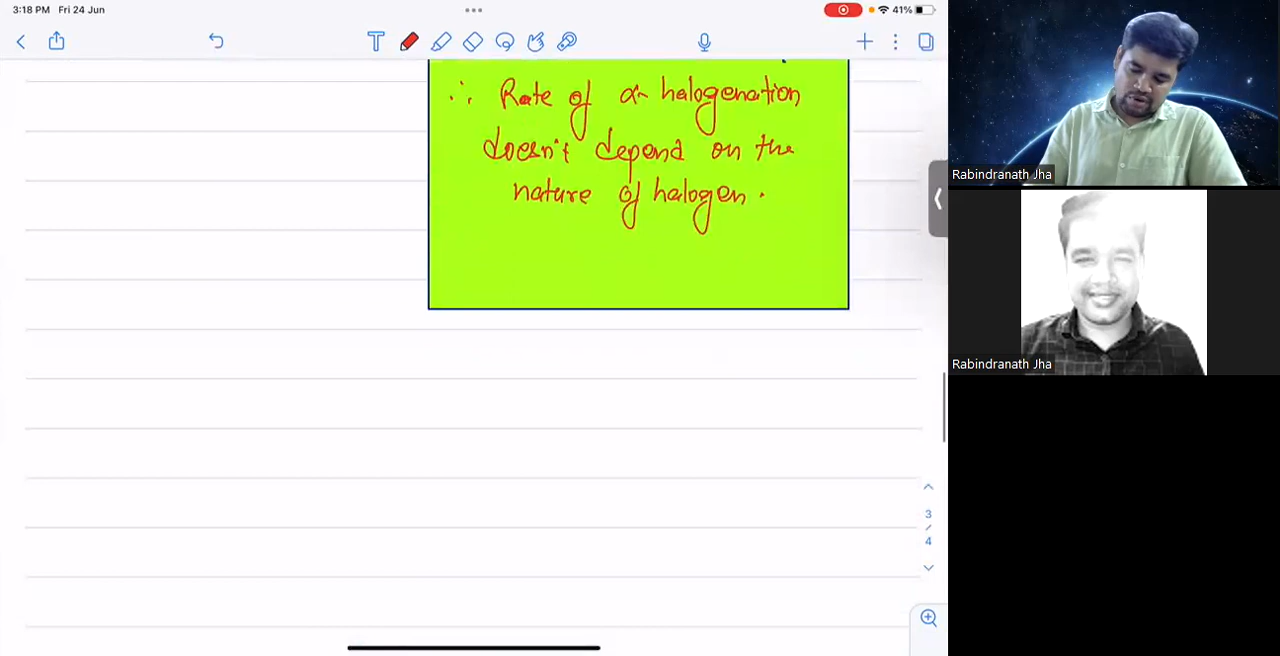 3:18 PM Fri 24 Jun
41%
T
∴ Rate of α- halogenation
doesn't depend on the
nature of halogen.
3
/
4
Rabindranath Jha
Rabindranath Jha